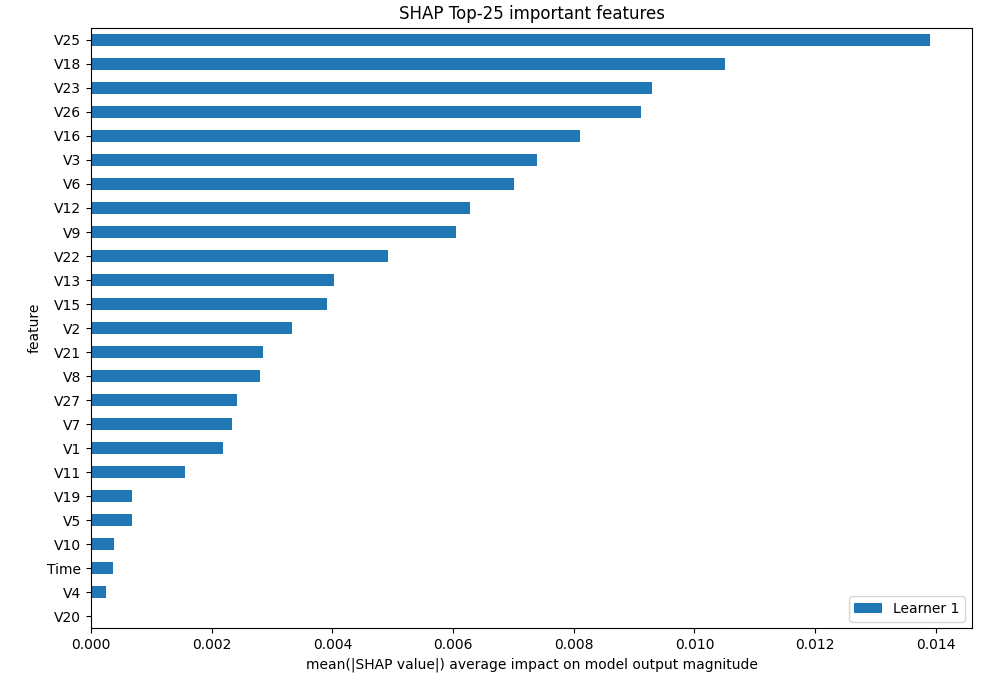 SHAP Top-25 important features
V25
V18
V23
V26
V16
V3
V6
V12
V9
V22
V13
V15
V2
V21
V8
V27
V7
V1
V11
V19
V5
V10
Time
V4
V20
feature
Learner 1
0.000 0.002 0.004 0.006 0.008 0.010 0.012 0.014
mean(|SHAP value|) average impact on model output magnitude